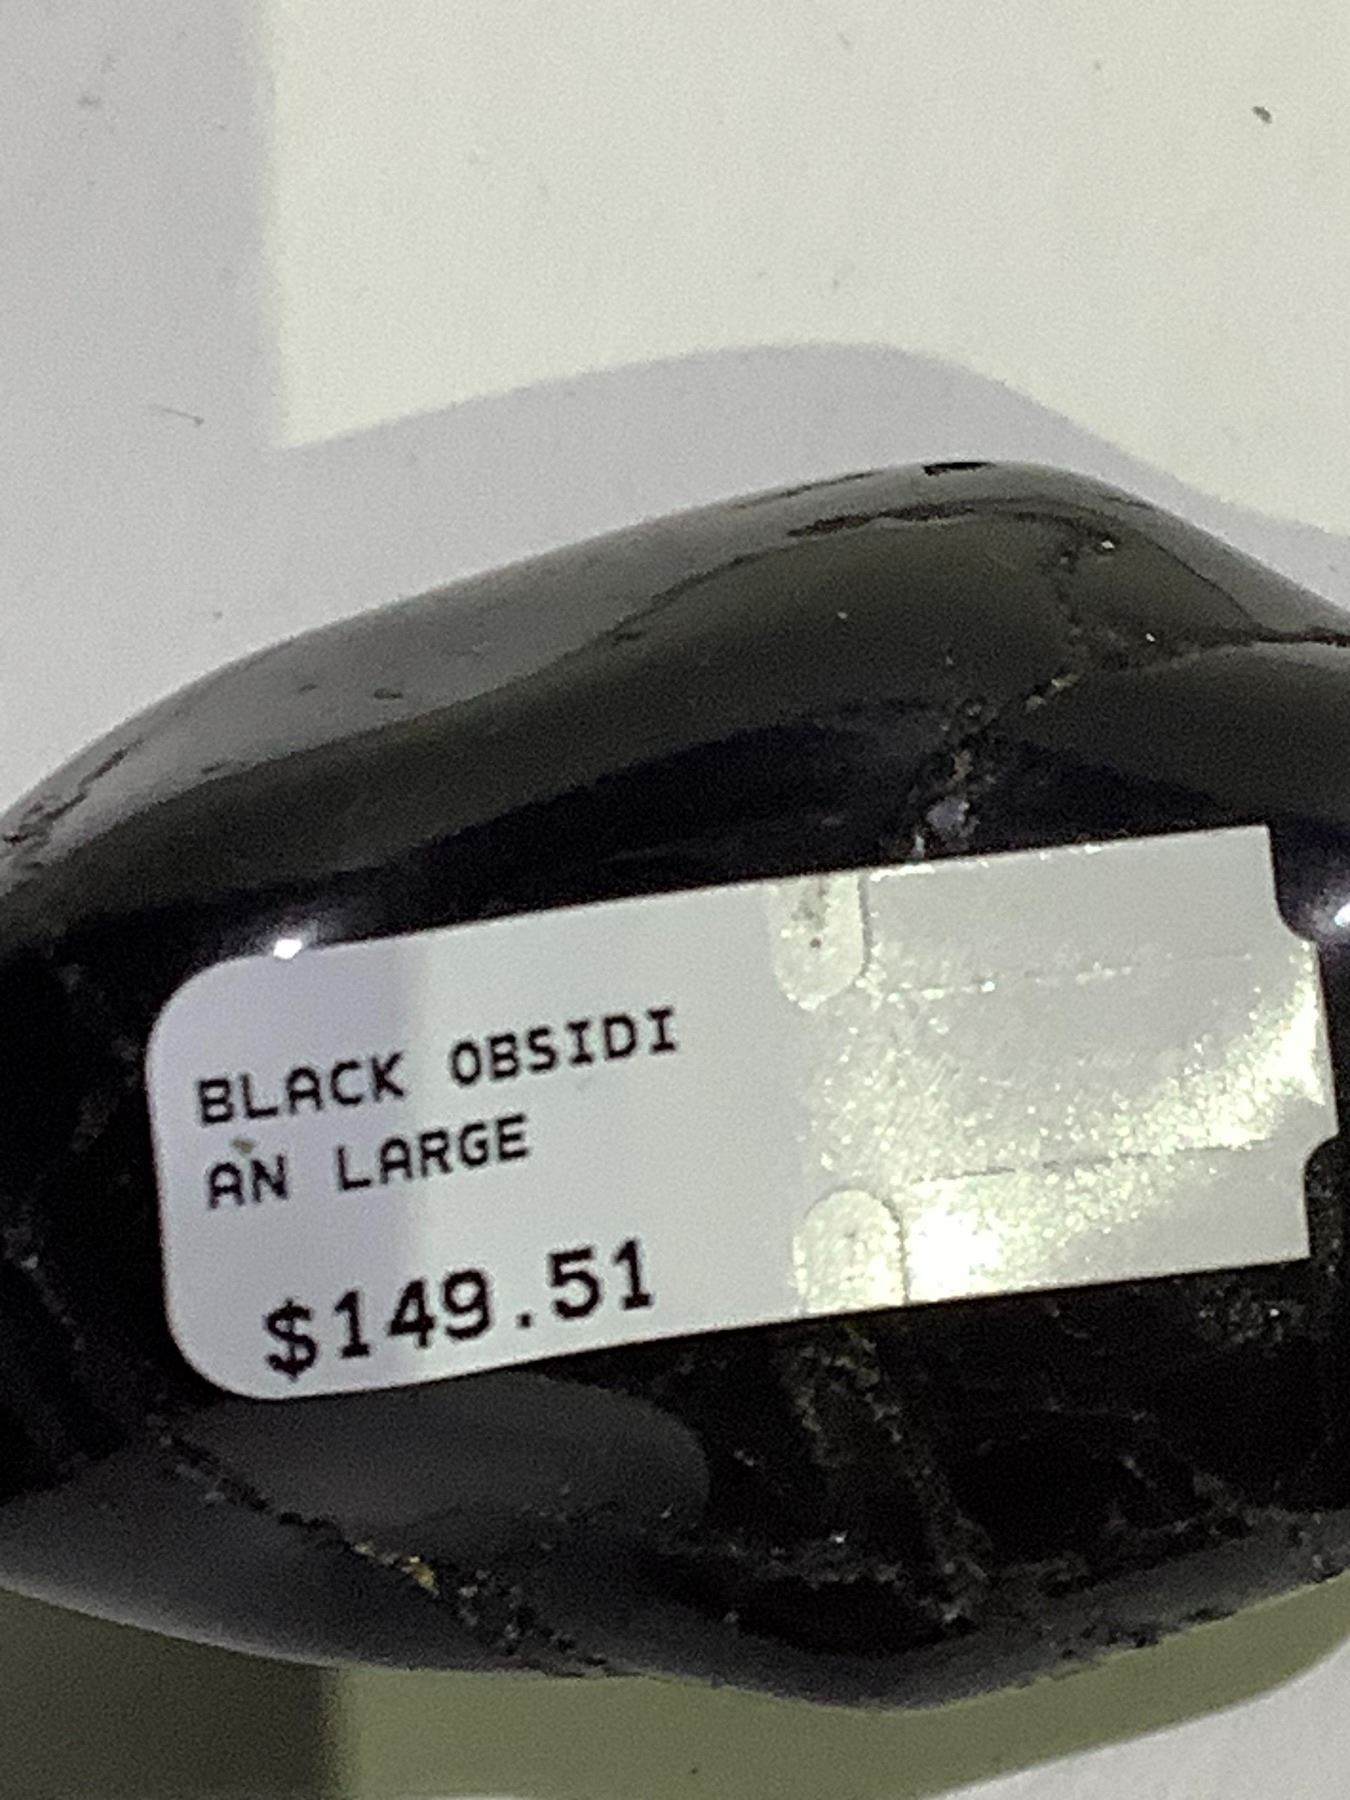 BLACK OBSIDI
AN LARGE
$149.51